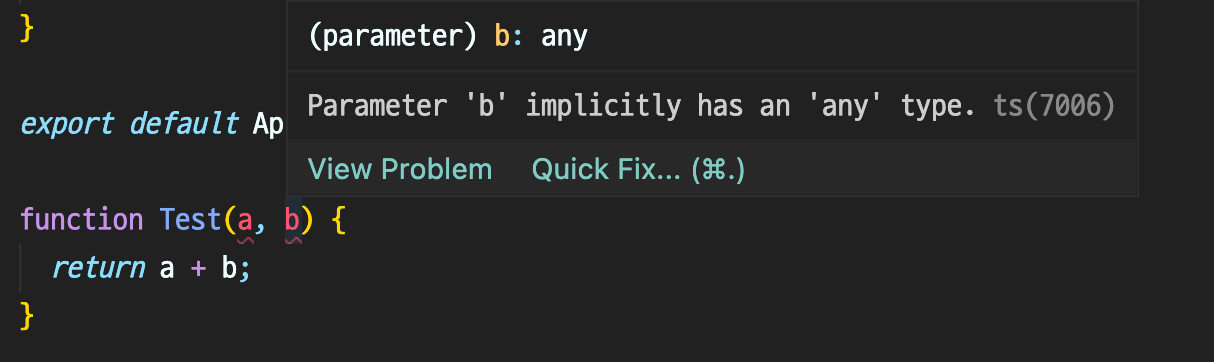 }
(parameter) b: any
Parameter 'b' implicitly has an 'any' type. ts(7006)
View Problem Quick Fix... (⌘.)
export default Ap
function Test(a, b) {
return a + b;
}